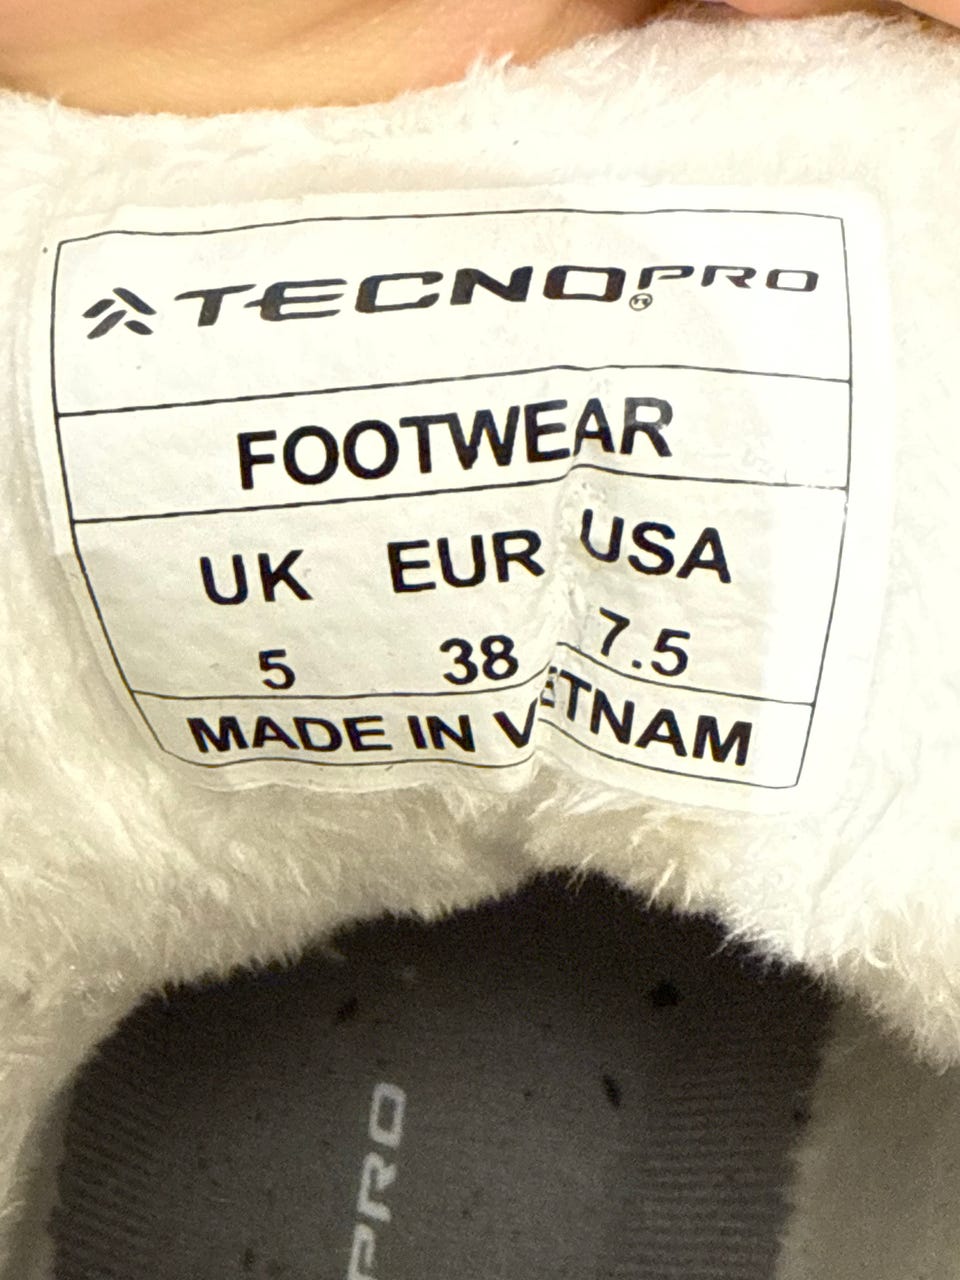 TECNOPRO®
FOOTWEAR
UK EUR USA
5 38 7.5
MADE IN VIETNAM
PRO